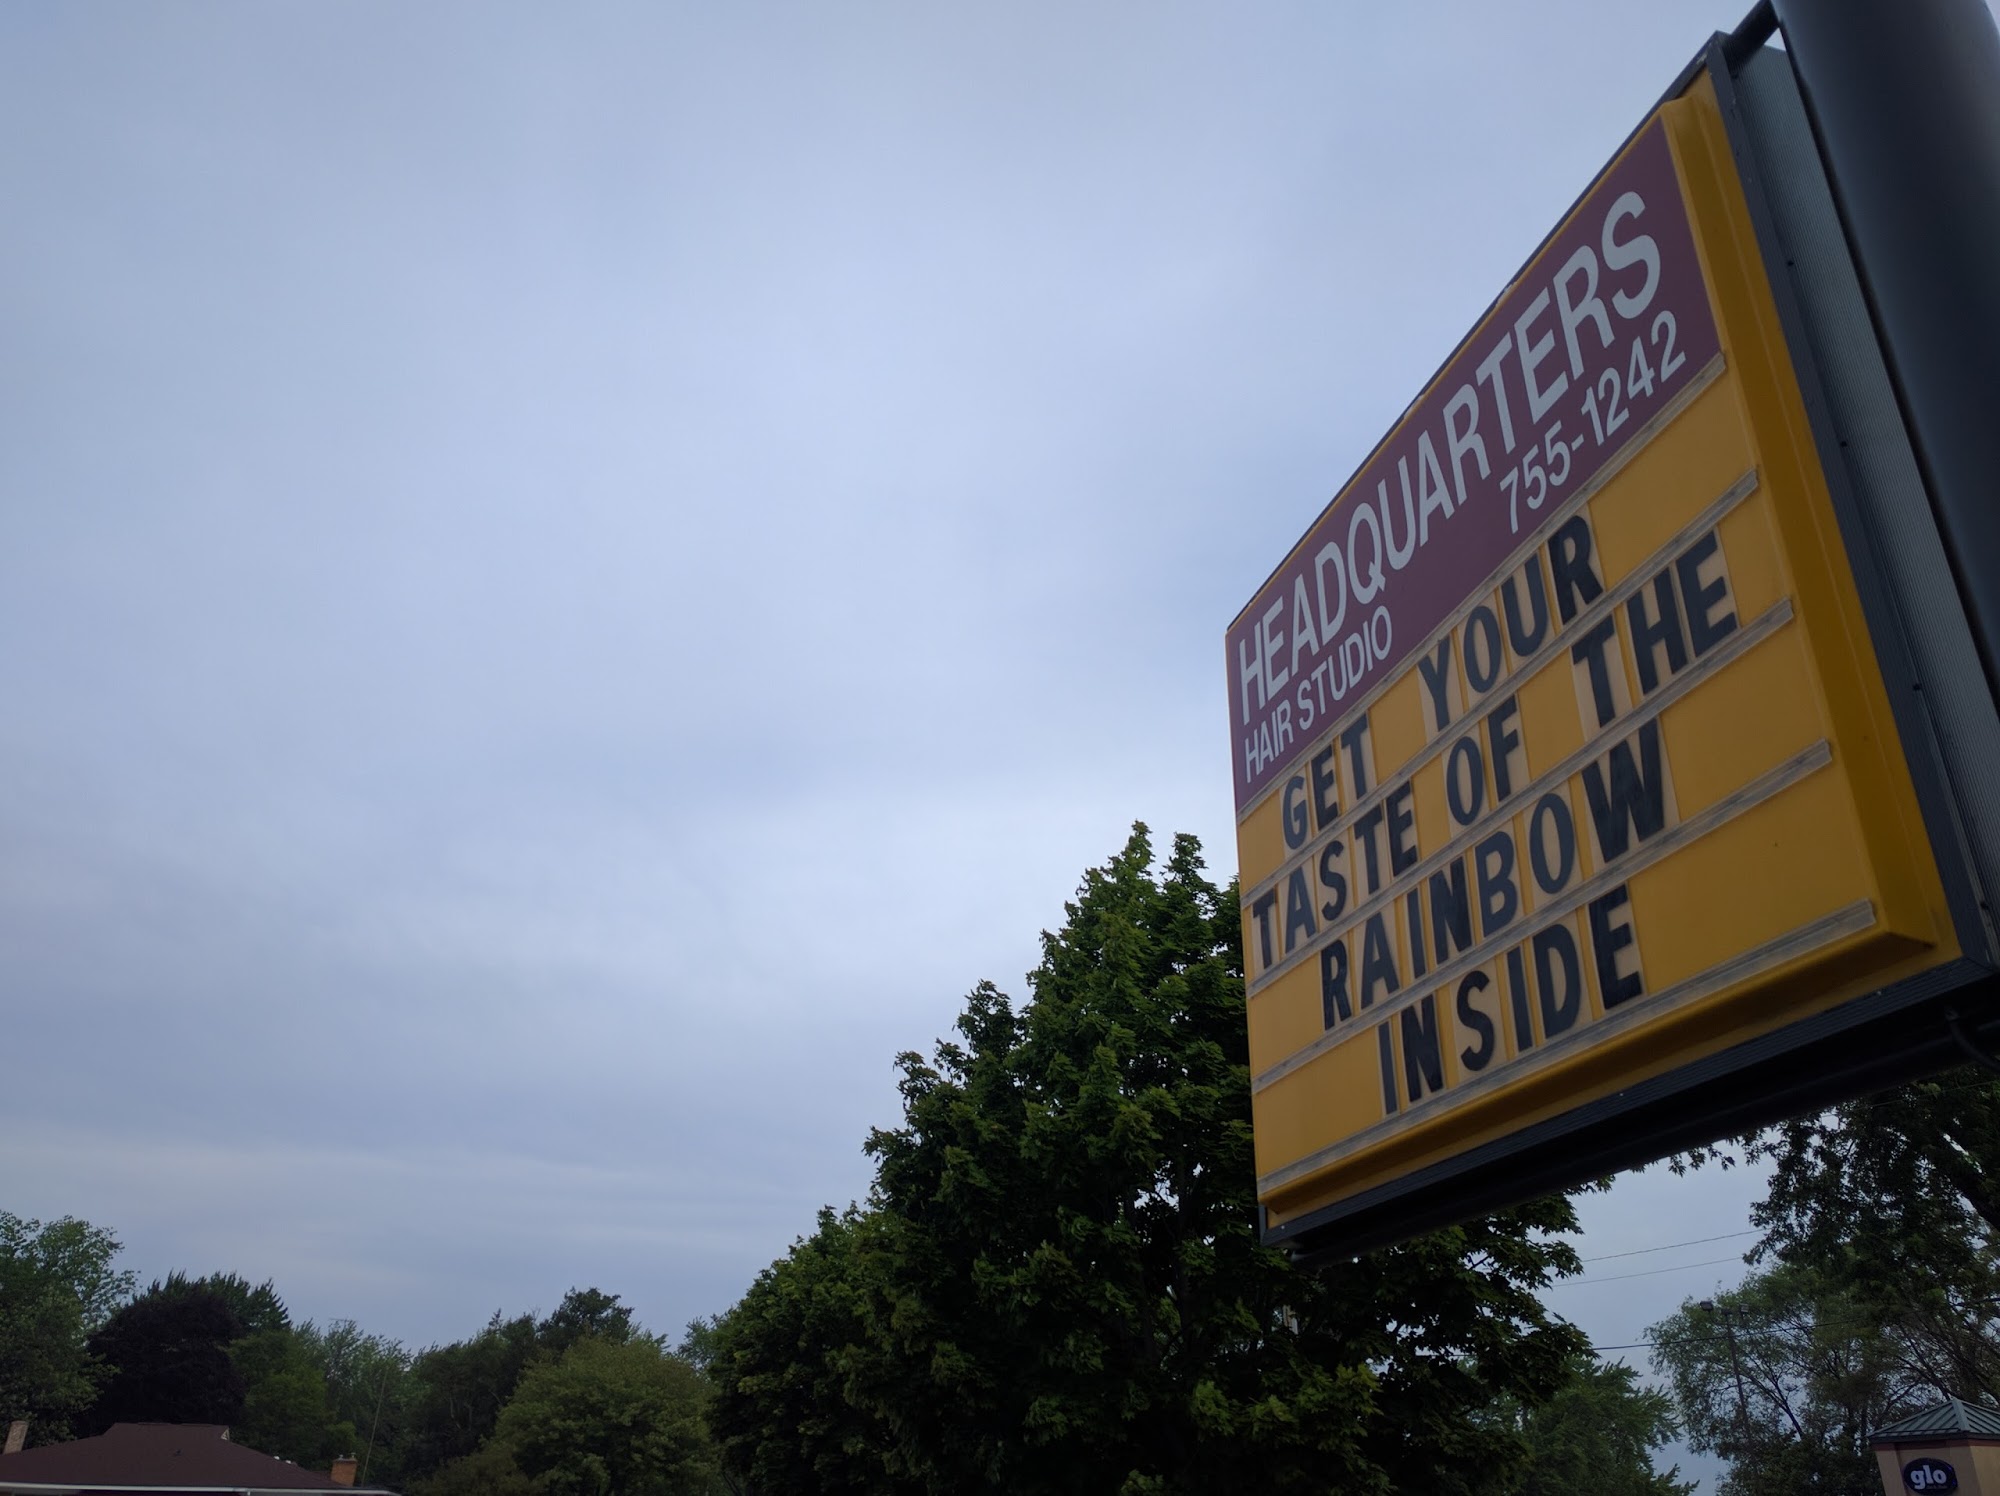 HEADQUARTERS
HAIR STUDIO 755-1242
GET YOUR
TASTE OF THE
RAINBOW
INSIDE
glo